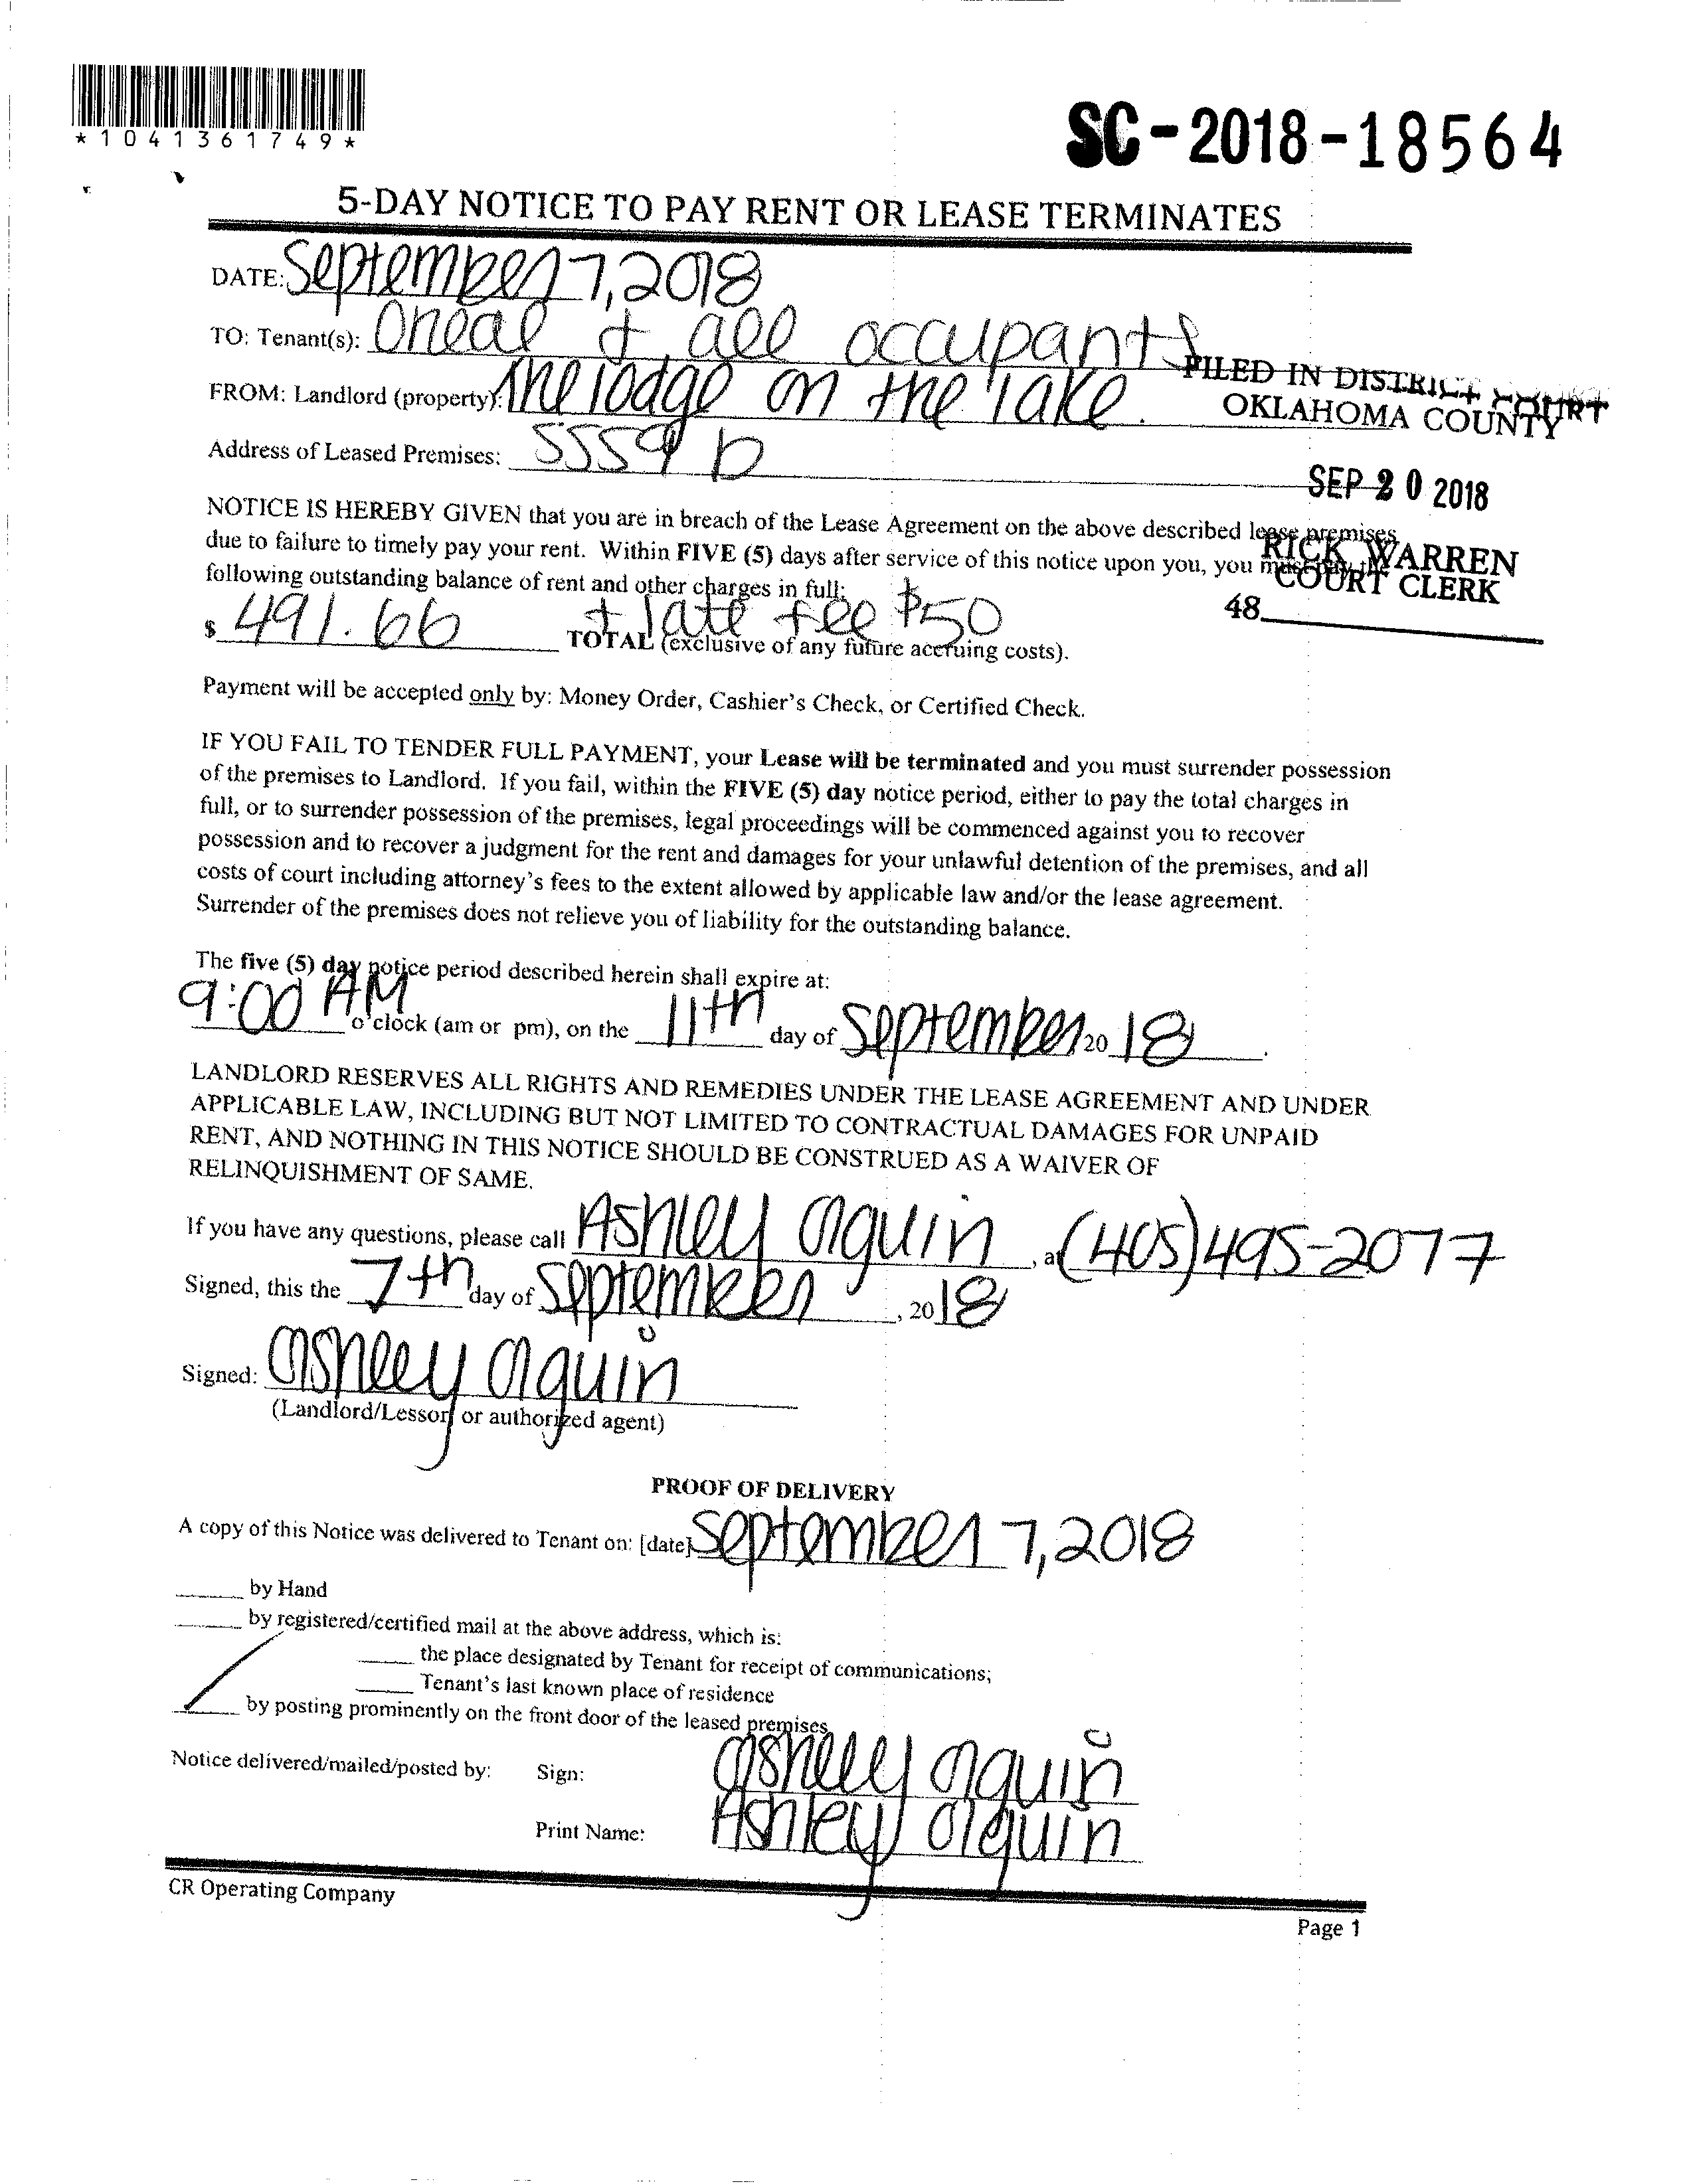 *1041361749*
SC-2018-18564
5-DAY NOTICE TO PAY RENT OR LEASE TERMINATES
DATE: September 7, 2018
TO: Tenant(s): Oneal + all occupants
FILED IN DISTRICT COURT
FROM: Landlord (property): The lodge on the lake
OKLAHOMA COUNTY
Address of Leased Premises: 5559 b
SEP 20 2018
NOTICE IS HEREBY GIVEN that you are in breach of the Lease Agreement on the above described lease premises
due to failure to timely pay your rent. Within FIVE (5) days after service of this notice upon you, you must pay the
RICK WARREN
following outstanding balance of rent and other charges in full:
COURT CLERK
48
$ 491.66 + late fee $50
TOTAL (exclusive of any future accruing costs).
Payment will be accepted only by: Money Order, Cashier's Check, or Certified Check.
IF YOU FAIL TO TENDER FULL PAYMENT, your Lease will be terminated and you must surrender possession
of the premises to Landlord. If you fail, within the FIVE (5) day notice period, either to pay the total charges in
full, or to surrender possession of the premises, legal proceedings will be commenced against you to recover
possession and to recover a judgment for the rent and damages for your unlawful detention of the premises, and all
costs of court including attorney's fees to the extent allowed by applicable law and/or the lease agreement.
Surrender of the premises does not relieve you of liability for the outstanding balance.
The five (5) day notice period described herein shall expire at:
9:00 AM o'clock (am or pm), on the 11th day of September 20 18
LANDLORD RESERVES ALL RIGHTS AND REMEDIES UNDER THE LEASE AGREEMENT AND UNDER
APPLICABLE LAW, INCLUDING BUT NOT LIMITED TO CONTRACTUAL DAMAGES FOR UNPAID
RENT, AND NOTHING IN THIS NOTICE SHOULD BE CONSTRUED AS A WAIVER OF
RELINQUISHMENT OF SAME.
If you have any questions, please call Ashley Olguin, a (405)495-2077
Signed, this the 7th day of September, 20 18
Signed: Ashley Olguin
(Landlord/Lessor or authorized agent)
PROOF OF DELIVERY
A copy of this Notice was delivered to Tenant on: [date] September 7, 2018
by Hand
by registered/certified mail at the above address, which is:
the place designated by Tenant for receipt of communications;
Tenant's last known place of residence
by posting prominently on the front door of the leased premises
Notice delivered/mailed/posted by: Sign: Ashley Olguin
Print Name: Ashley Olguin
CR Operating Company
Page 1